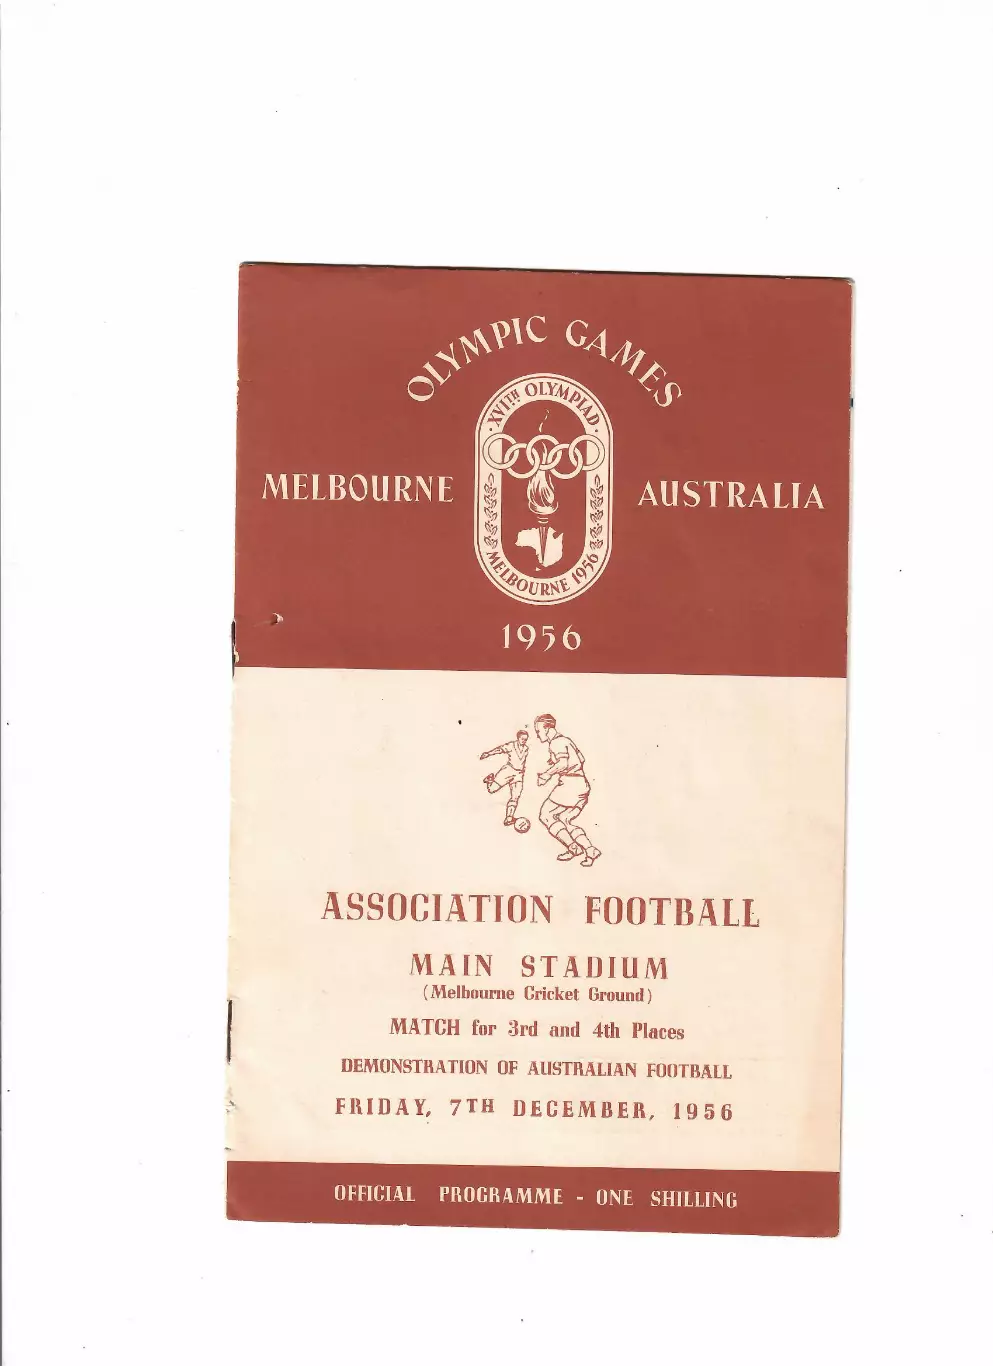 OLYMPIC GAMES
· XVITH OLYMPIAD ·
MELBOURNE
AUSTRALIA
MELBOURNE 1956
1956
ASSOCIATION FOOTBALL
MAIN STADIUM
(Melbourne Cricket Ground)
MATCH for 3rd and 4th Places
DEMONSTRATION OF AUSTRALIAN FOOTBALL
FRIDAY, 7TH DECEMBER, 1956
OFFICIAL PROGRAMME - ONE SHILLING